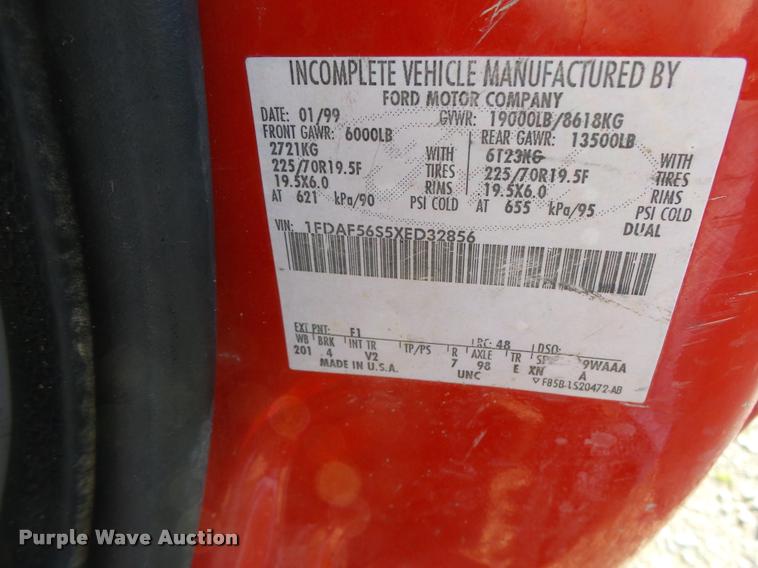 INCOMPLETE VEHICLE MANUFACTURED BY
FORD MOTOR COMPANY
DATE: 01/99 GVWR: 19000LB/8618KG
FRONT GAWR: 6000LB REAR GAWR: 13500LB
2721KG WITH 6123KG WITH
225/70R19.5F TIRES 225/70R19.5F TIRES
19.5X6.0 RIMS 19.5X6.0 RIMS
AT 621 kPa/90 PSI COLD AT 655 kPa/95 PSI COLD
DUAL
VIN: 1FDAF56S5XED32856
EXT PNT: F1 RC: 48 DSO:
WB BRK INT TR TP/PS R AXLE TR SPR 9WAAA
201 4 V2 7 98 E XN A
MADE IN U.S.A. UNC F85B-1520472-AB
Purple Wave Auction